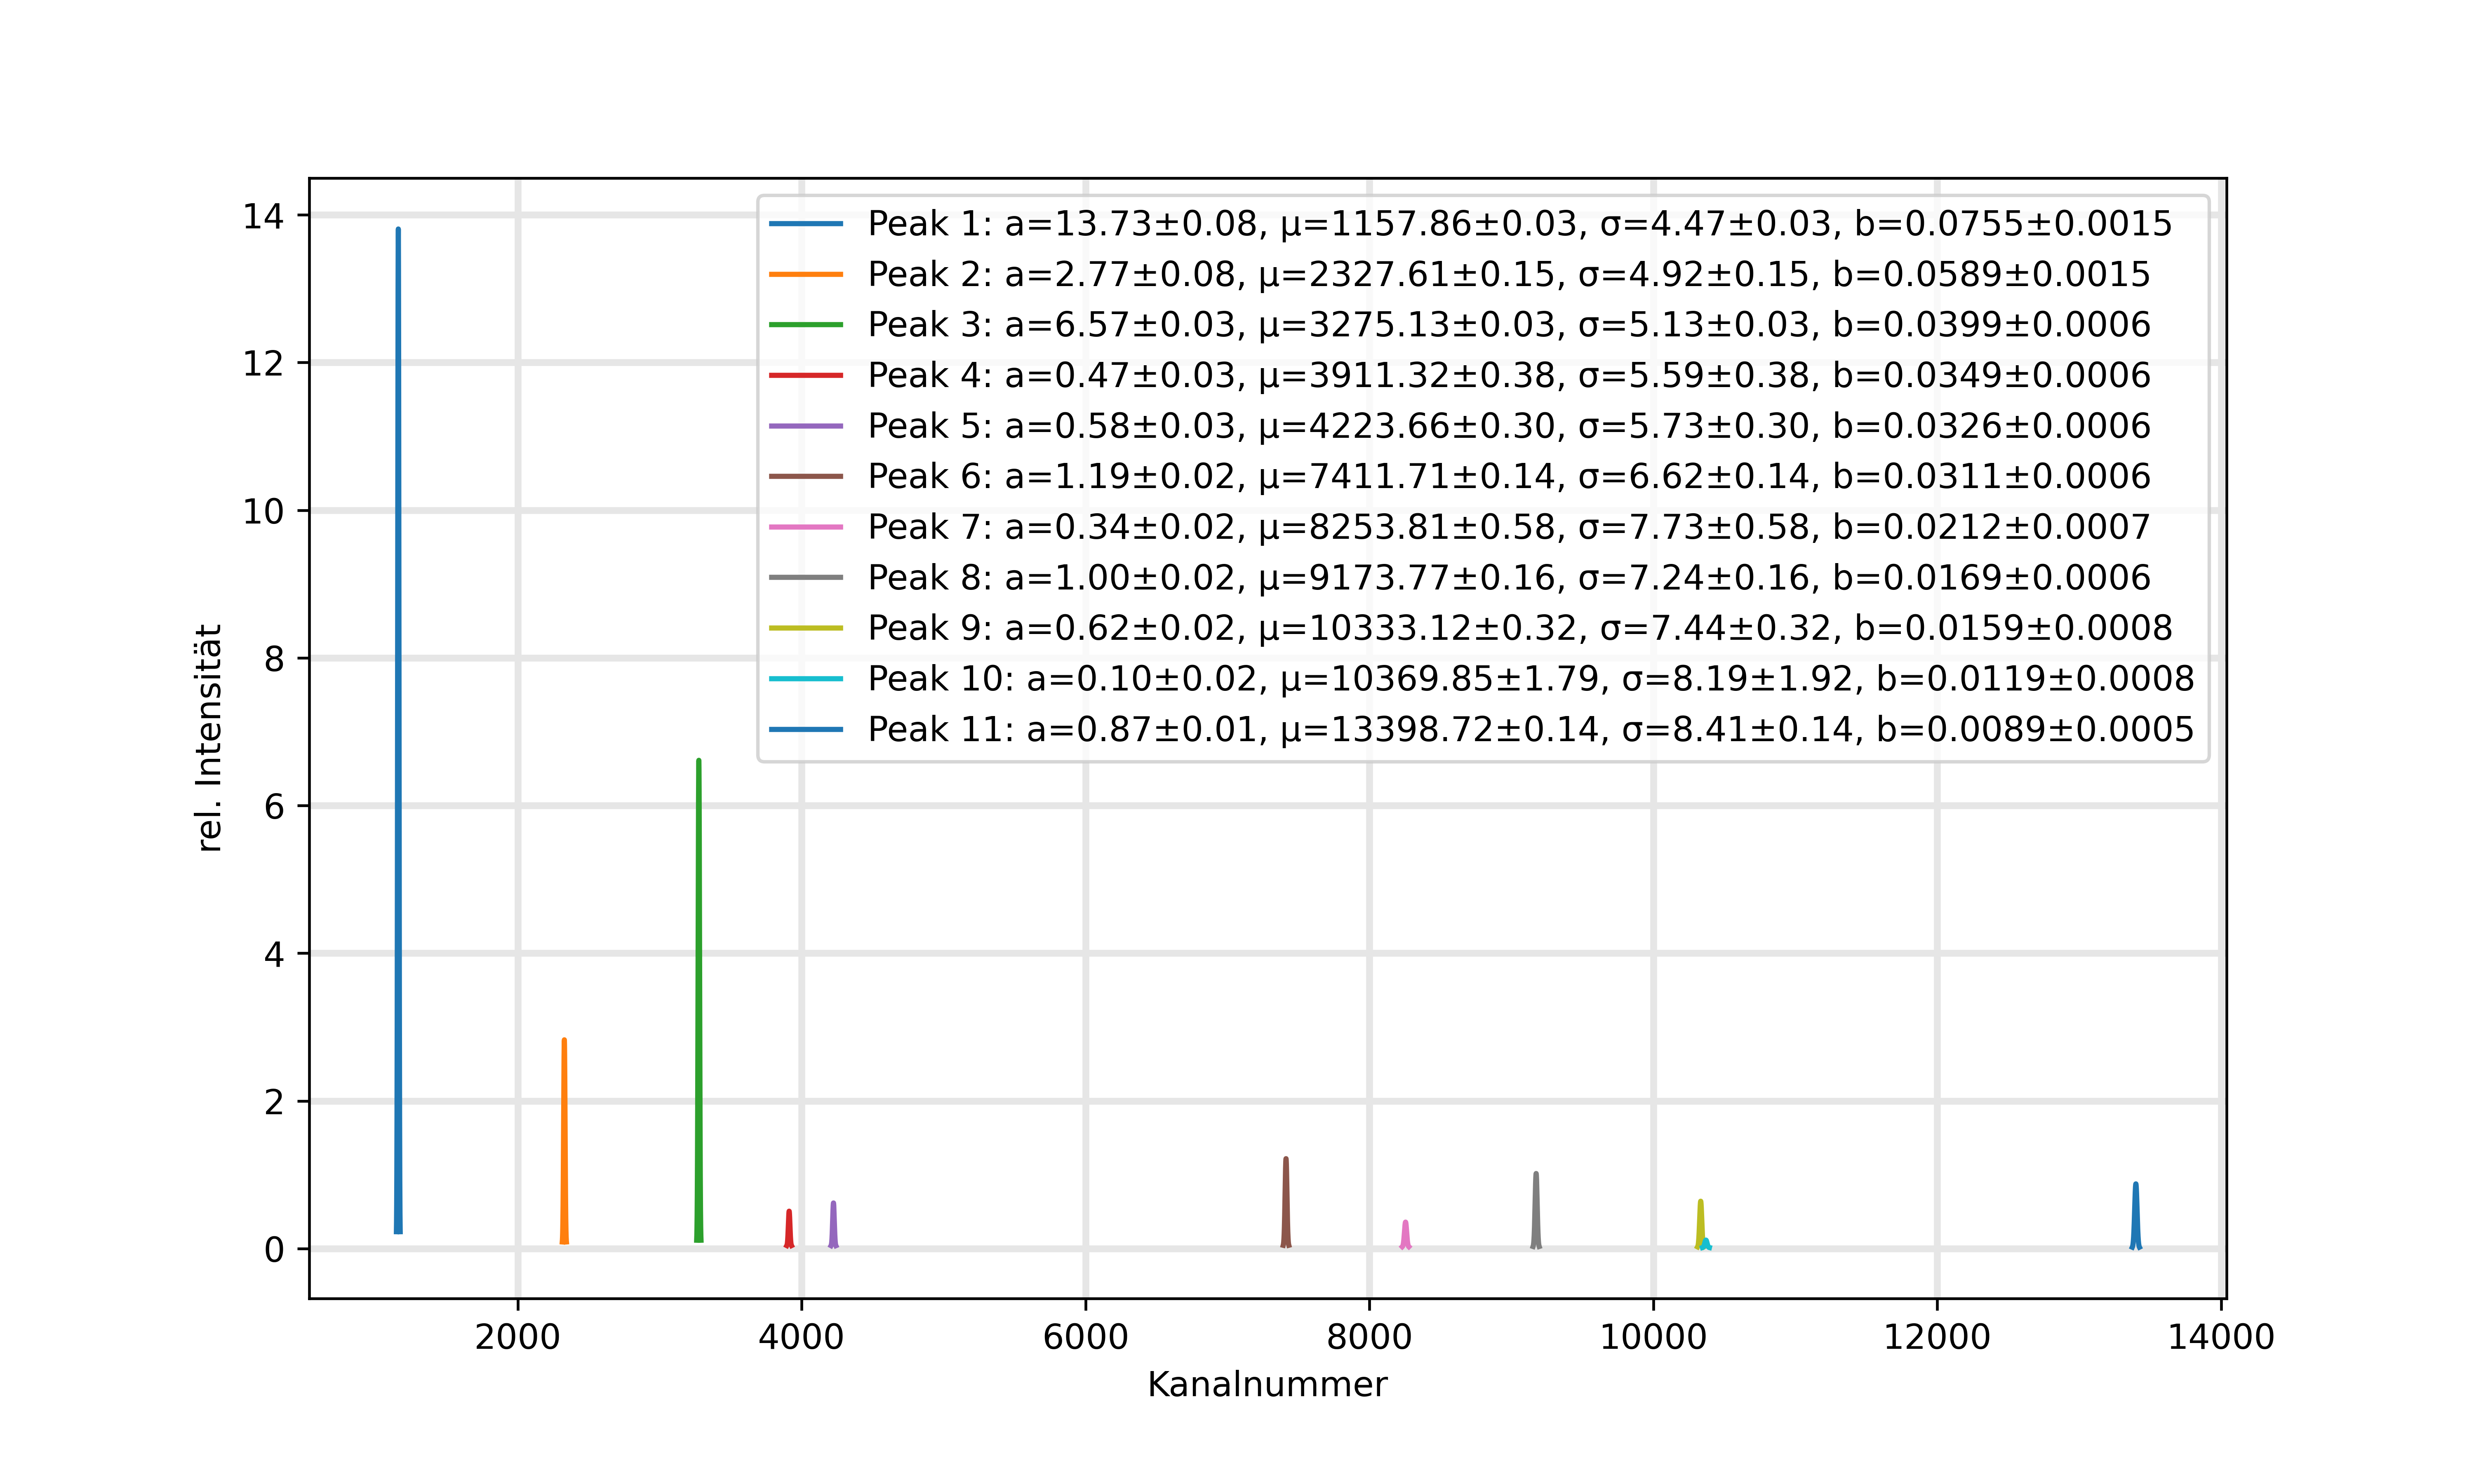 Peak 1: a=13.73±0.08, μ=1157.86±0.03, σ=4.47±0.03, b=0.0755±0.0015
Peak 2: a=2.77±0.08, μ=2327.61±0.15, σ=4.92±0.15, b=0.0589±0.0015
Peak 3: a=6.57±0.03, μ=3275.13±0.03, σ=5.13±0.03, b=0.0399±0.0006
Peak 4: a=0.47±0.03, μ=3911.32±0.38, σ=5.59±0.38, b=0.0349±0.0006
Peak 5: a=0.58±0.03, μ=4223.66±0.30, σ=5.73±0.30, b=0.0326±0.0006
Peak 6: a=1.19±0.02, μ=7411.71±0.14, σ=6.62±0.14, b=0.0311±0.0006
Peak 7: a=0.34±0.02, μ=8253.81±0.58, σ=7.73±0.58, b=0.0212±0.0007
Peak 8: a=1.00±0.02, μ=9173.77±0.16, σ=7.24±0.16, b=0.0169±0.0006
Peak 9: a=0.62±0.02, μ=10333.12±0.32, σ=7.44±0.32, b=0.0159±0.0008
Peak 10: a=0.10±0.02, μ=10369.85±1.79, σ=8.19±1.92, b=0.0119±0.0008
Peak 11: a=0.87±0.01, μ=13398.72±0.14, σ=8.41±0.14, b=0.0089±0.0005
14
12
10
8
6
4
2
0
rel. Intensität
2000 4000 6000 8000 10000 12000 14000
Kanalnummer